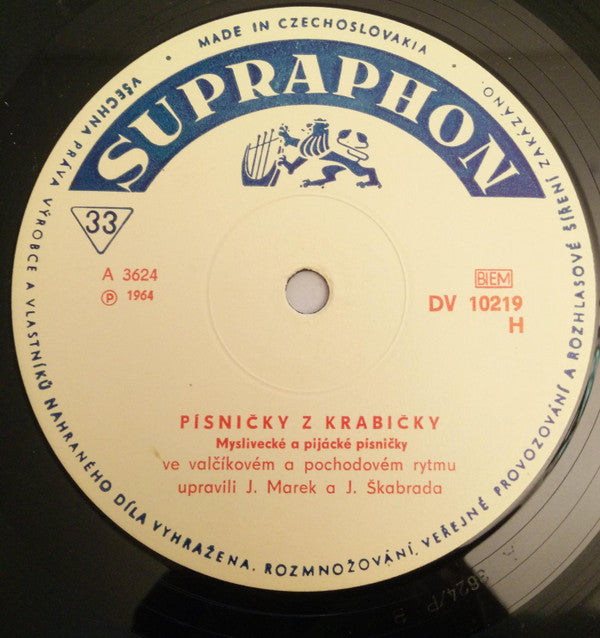 • MADE IN CZECHOSLOVAKIA •
SUPRAPHON
33
A 3624
Ⓟ 1964
BIEM
DV 10219
H
PÍSNIČKY Z KRABIČKY
Myslivecké a pijácké písničky
ve valčíkovém a pochodovém rytmu
upravili J. Marek a J. Škabrada
VŠECHNA PRÁVA VÝROBCE A VLASTNÍKŮ NAHRANÉHO DÍLA VYHRAŽENA. ROZMNOŽOVÁNÍ, VEŘEJNÉ PROVOZOVÁNÍ A ROZHLASOVÉ ŠÍŘENÍ ZAKÁZÁNO.